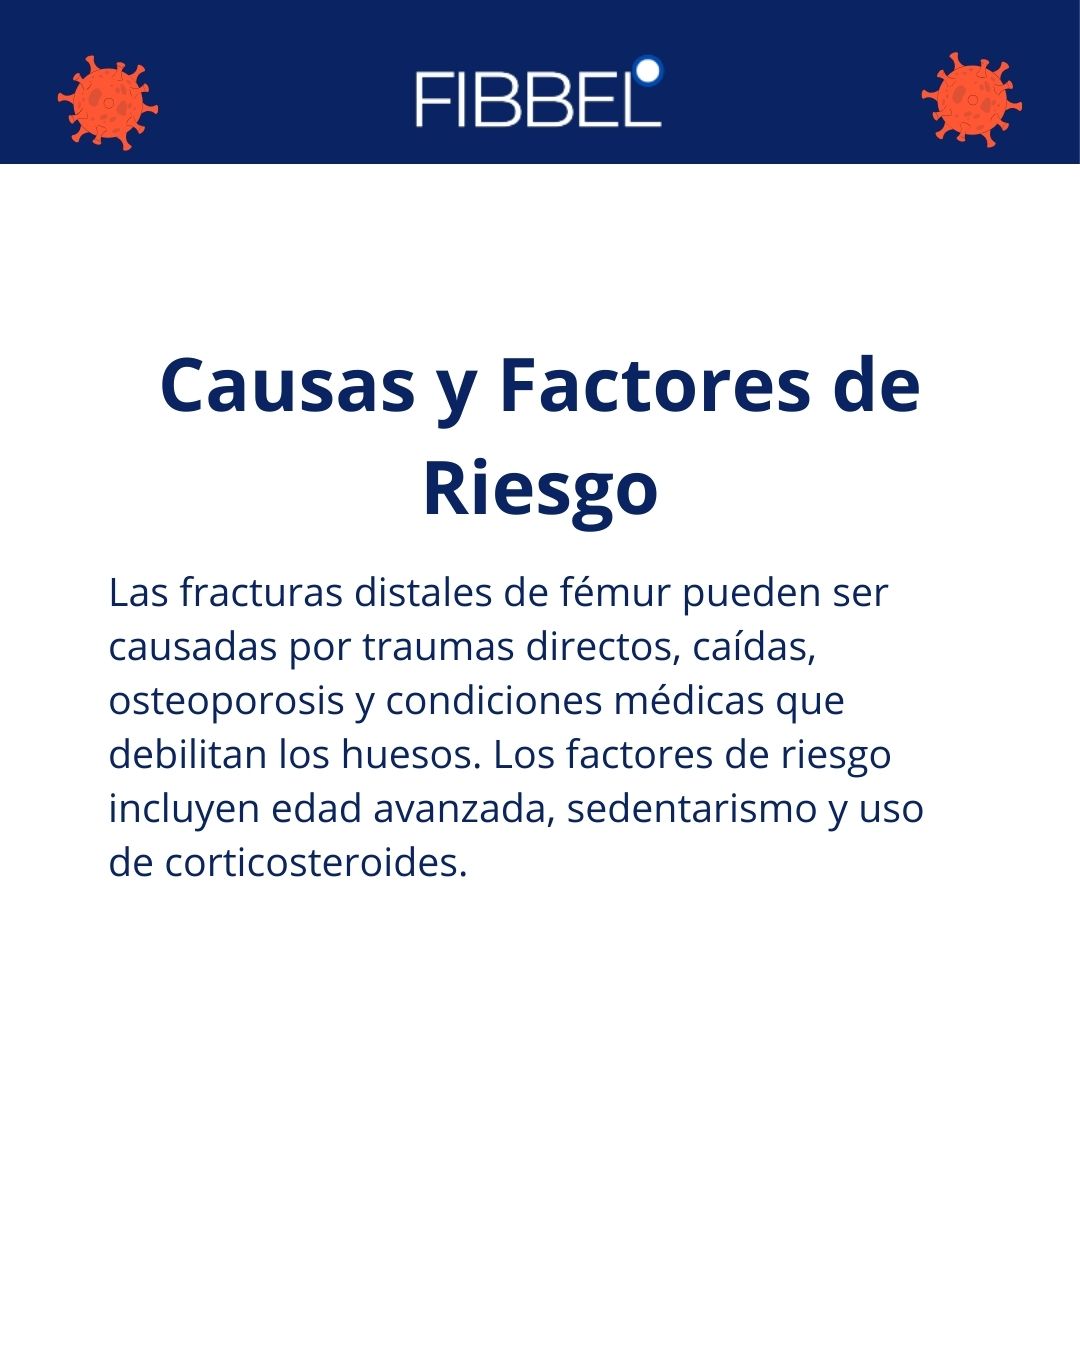 FIBBEL
Causas y Factores de
Riesgo
Las fracturas distales de fémur pueden ser
causadas por traumas directos, caídas,
osteoporosis y condiciones médicas que
debilitan los huesos. Los factores de riesgo
incluyen edad avanzada, sedentarismo y uso
de corticosteroides.